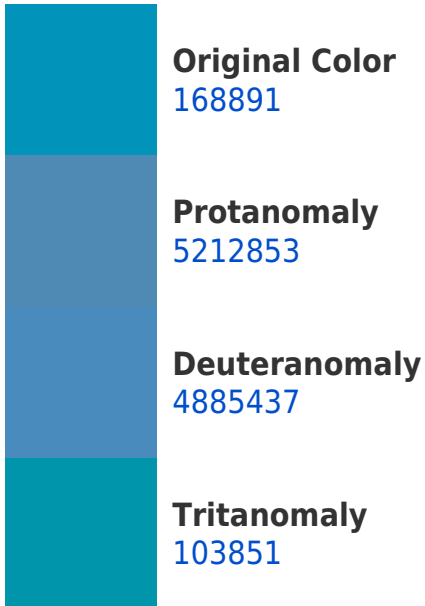 Original Color
168891
Protanomaly
5212853
Deuteranomaly
4885437
Tritanomaly
103851